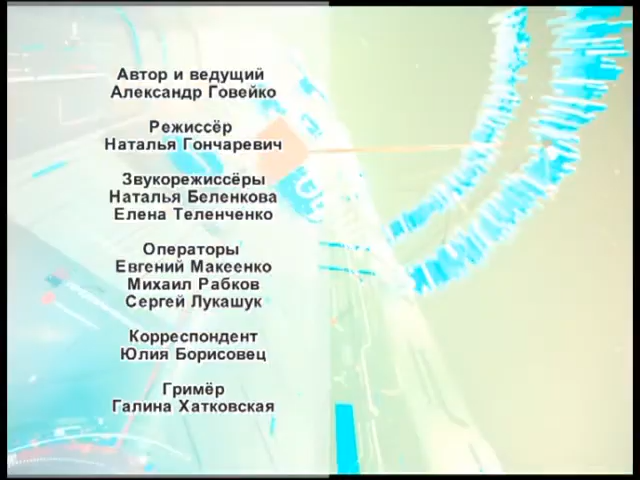 Автор и ведущий
Александр Говейко
Режиссёр
Наталья Гончаревич
Звукорежиссёры
Наталья Беленкова
Елена Теленченко
Операторы
Евгений Макеенко
Михаил Рабков
Сергей Лукашук
Корреспондент
Юлия Борисовец
Гримёр
Галина Хатковская